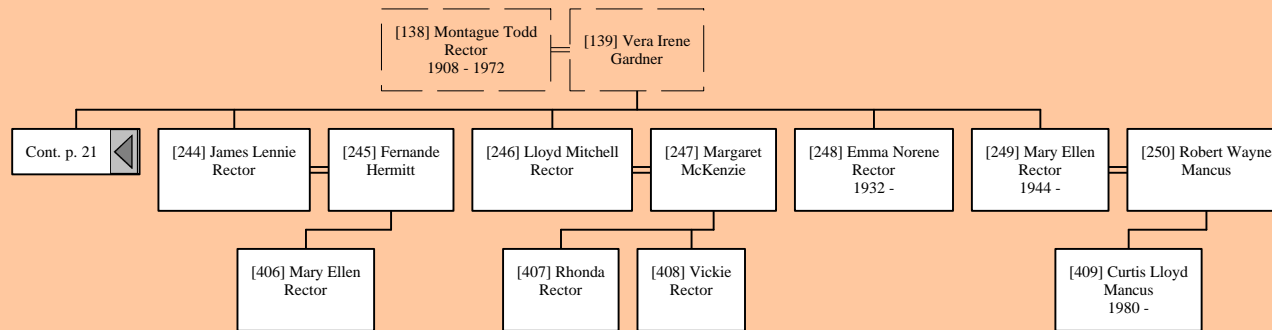 [138] Montague Todd
Rector
1908 - 1972
[139] Vera Irene
Gardner
Cont. p. 21
[244] James Lennie
Rector
[245] Fernande
Hermitt
[246] Lloyd Mitchell
Rector
[247] Margaret
McKenzie
[248] Emma Norene
Rector
1932 -
[249] Mary Ellen
Rector
1944 -
[250] Robert Wayne
Mancus
[406] Mary Ellen
Rector
[407] Rhonda
Rector
[408] Vickie
Rector
[409] Curtis Lloyd
Mancus
1980 -